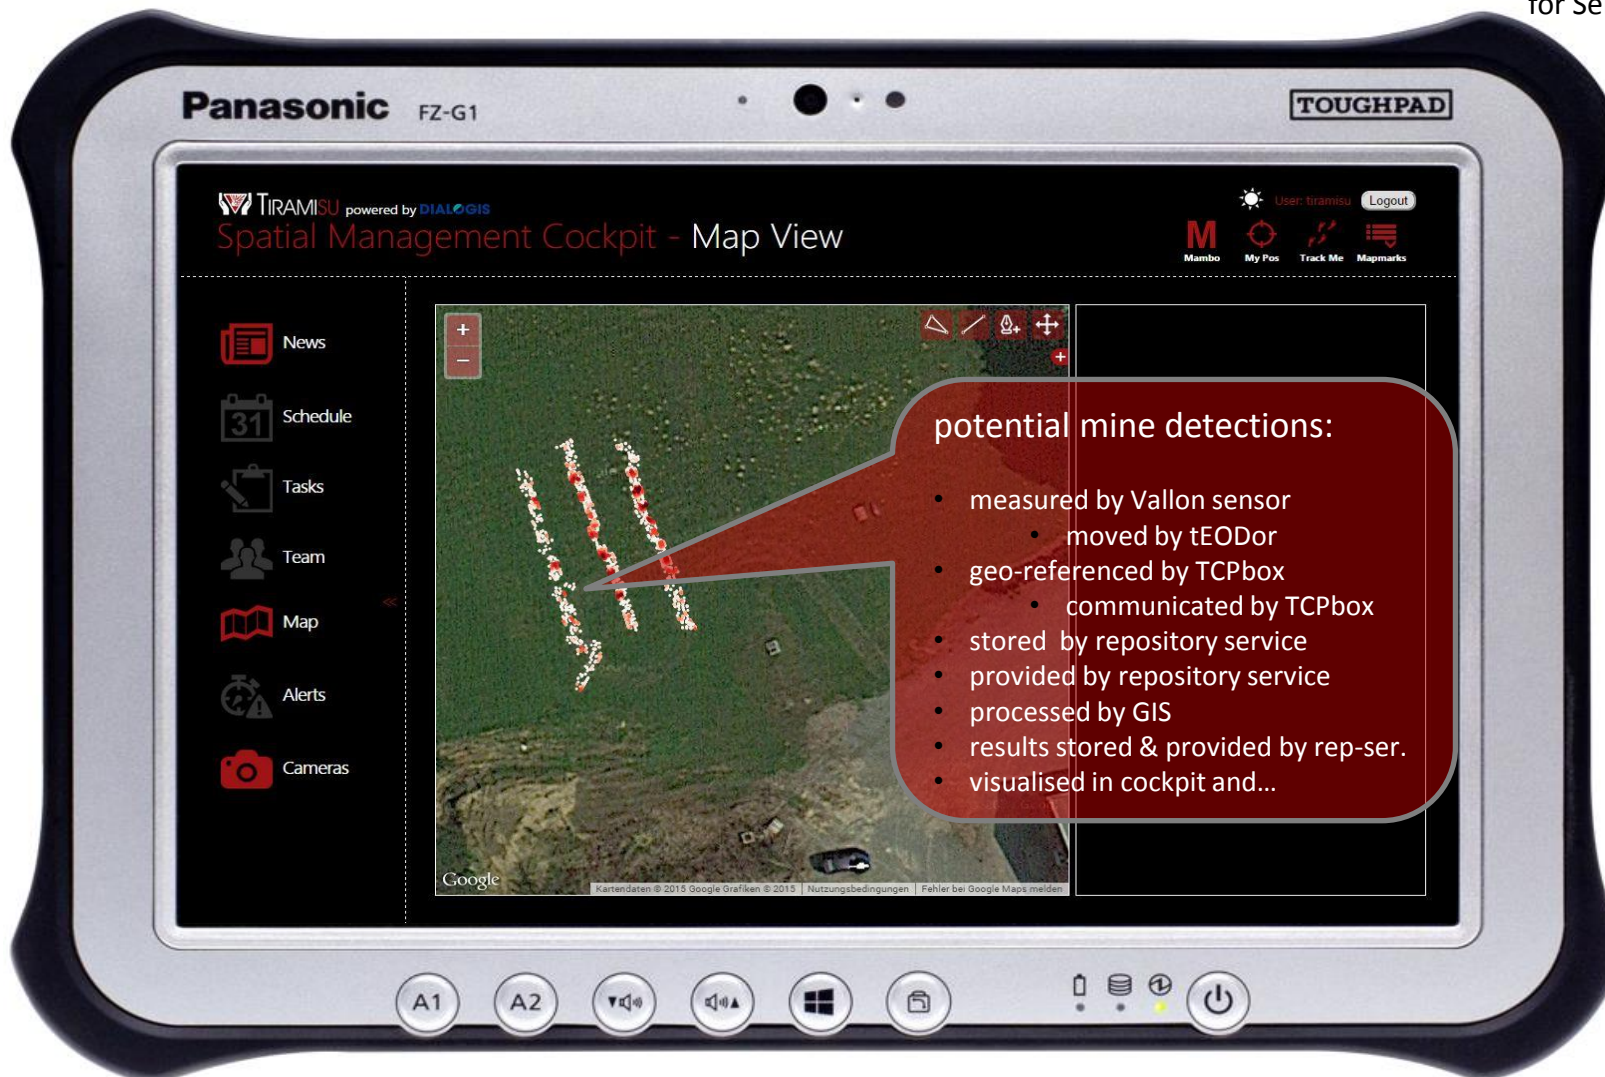 for Se
Panasonic FZ-G1
TOUGHPAD
TIRAMISU powered by DIALOGIS
User: tiramisu Logout
Spatial Management Cockpit - Map View
M
Mambo My Pos Track Me Mapmarks
News
31 Schedule
Tasks
Team
Map
Alerts
Cameras
+
−
+
«
potential mine detections:
• measured by Vallon sensor
• moved by tEODor
• geo-referenced by TCPbox
• communicated by TCPbox
• stored by repository service
• provided by repository service
• processed by GIS
• results stored & provided by rep-ser.
• visualised in cockpit and...
Google
Kartendaten © 2015 Google Grafiken © 2015 Nutzungsbedingungen Fehler bei Google Maps melden
A1 A2